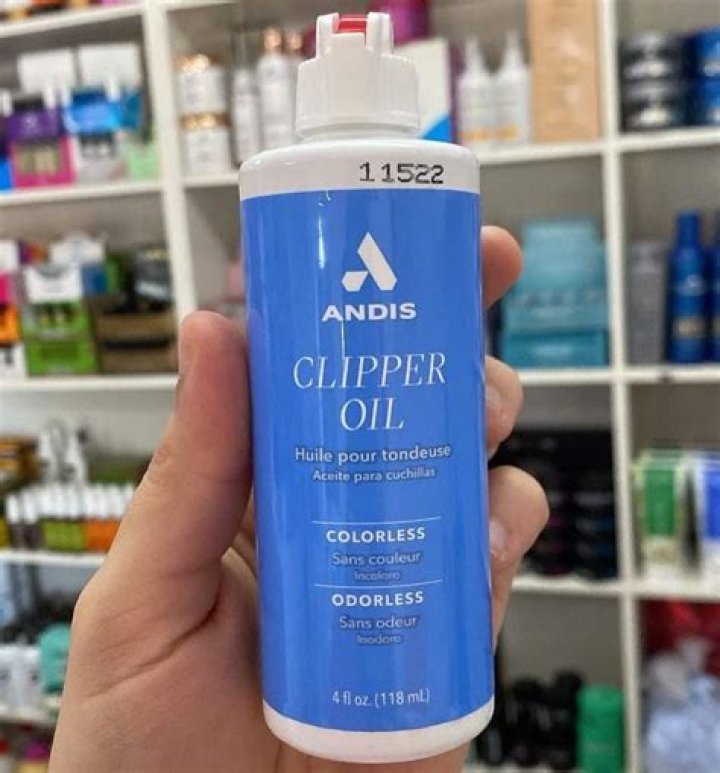 11522
ANDIS
CLIPPER
OIL
Huile pour tondeuse
Aceite para cuchillas
COLORLESS
Sans couleur
Incoloro
ODORLESS
Sans odeur
Inodoro
4 fl oz. (118 mL)